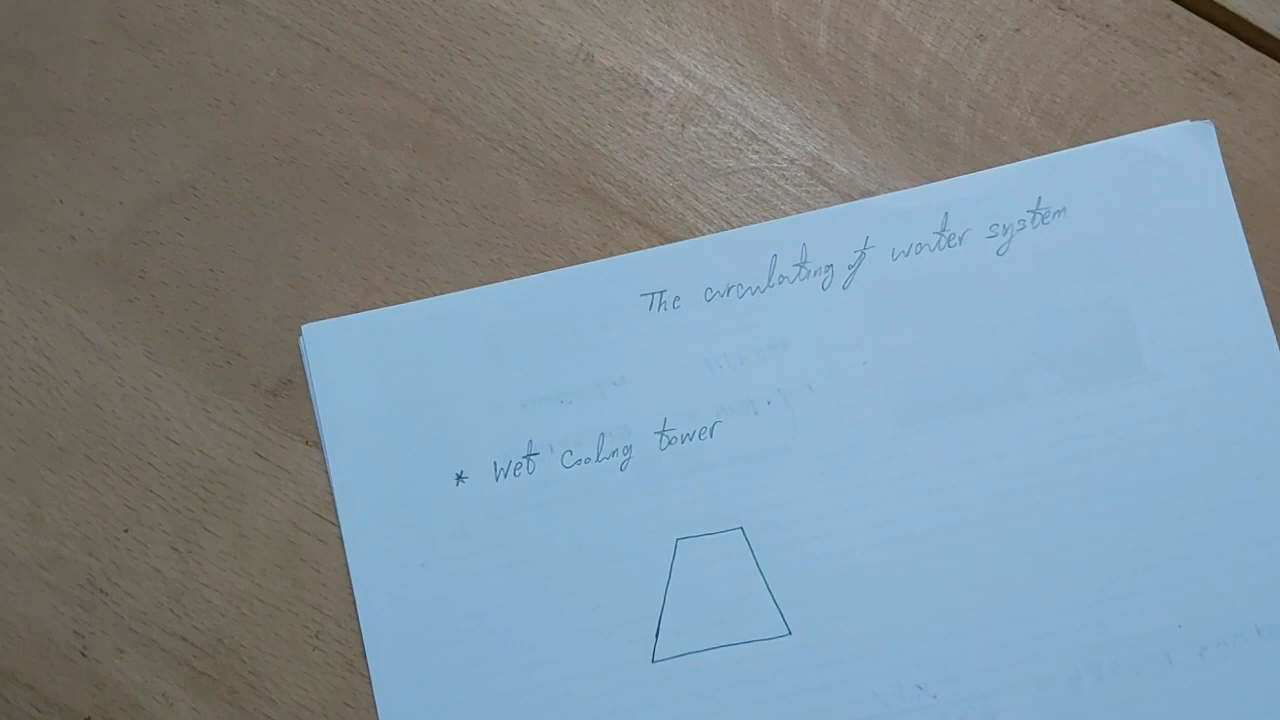 The circulating of water system
* Wet cooling tower